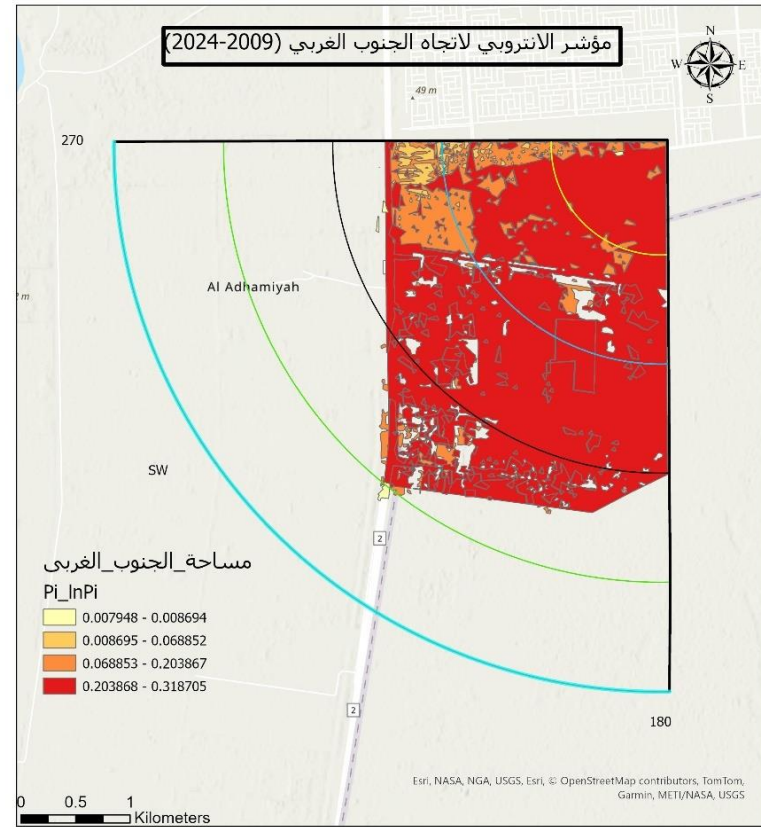 مؤشر الانتروبي لاتجاه الجنوب الغربي (2009-2024)
N
W E
S
49 m
270
Al Adhamiyah
SW
2
مساحة_الجنوب_الغربي
Pi_lnPi
0.007948 - 0.008694
0.008695 - 0.068852
0.068853 - 0.203867
0.203868 - 0.318705
2
180
Esri, NASA, NGA, USGS, Esri, © OpenStreetMap contributors, TomTom,
Garmin, METI/NASA, USGS
0 0.5 1
Kilometers